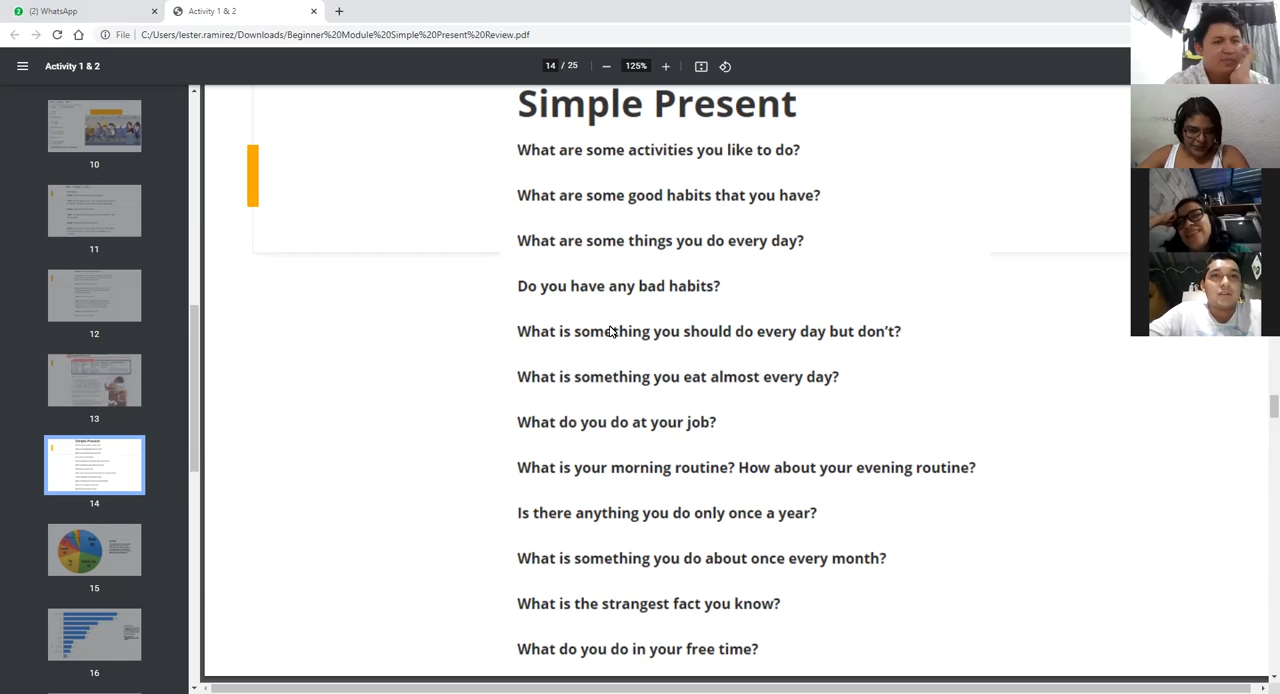 (2) WhatsApp
Activity 1 & 2
File C:/Users/lester.ramirez/Downloads/Beginner%20Module%20Simple%20Present%20Review.pdf
Activity 1 & 2
14 / 25
125%
10
11
12
13
14
15
16
Simple Present
What are some activities you like to do?
What are some good habits that you have?
What are some things you do every day?
Do you have any bad habits?
What is something you should do every day but don’t?
What is something you eat almost every day?
What do you do at your job?
What is your morning routine? How about your evening routine?
Is there anything you do only once a year?
What is something you do about once every month?
What is the strangest fact you know?
What do you do in your free time?